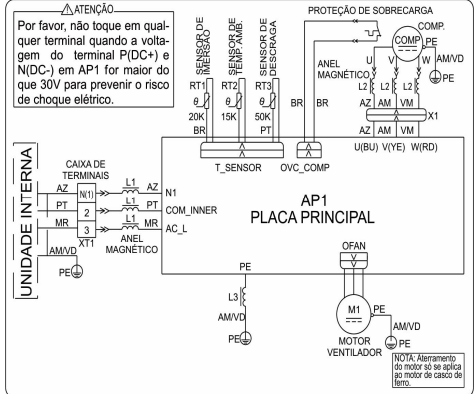 ATENÇÃO
Por favor, não toque em qual-
quer terminal quando a volta-
gem do terminal P(DC+) e
N(DC-) em AP1 for maior do
que 30V para prevenir o risco
de choque elétrico.
SENSOR DE
IMERSÃO
SENSOR DE
TEMP. AMB.
SENSOR DE
DESCRAGA
PROTEÇÃO DE SOBRECARGA
COMP.
COMP
PE
U
V
W
PE
ANEL
MAGNÉTICO
L2
L2
L2
AZ AM VM
X1
AZ AM VM
U(BU) V(YE) W(RD)
RT1
RT2
RT3
θ
θ
θ
20K
15K
50K
BR
PT
BR
BR
T_SENSOR
OVC_COMP
UNIDADE INTERNA
CAIXA DE
TERMINAIS
AZ
N(1)
L1
AZ
N1
PT
2
L1
PT
COM_INNER
MR
3
L1
MR
AC_L
XT1
ANEL
MAGNÉTICO
AM/VD
PE
AP1
PLACA PRINCIPAL
PE
L3
AM/VD
PE
OFAN
M1
PE
AM/VD
PE
MOTOR
VENTILADOR
NOTA: Aterramento
do motor só se aplica
ao motor de casco de
ferro.